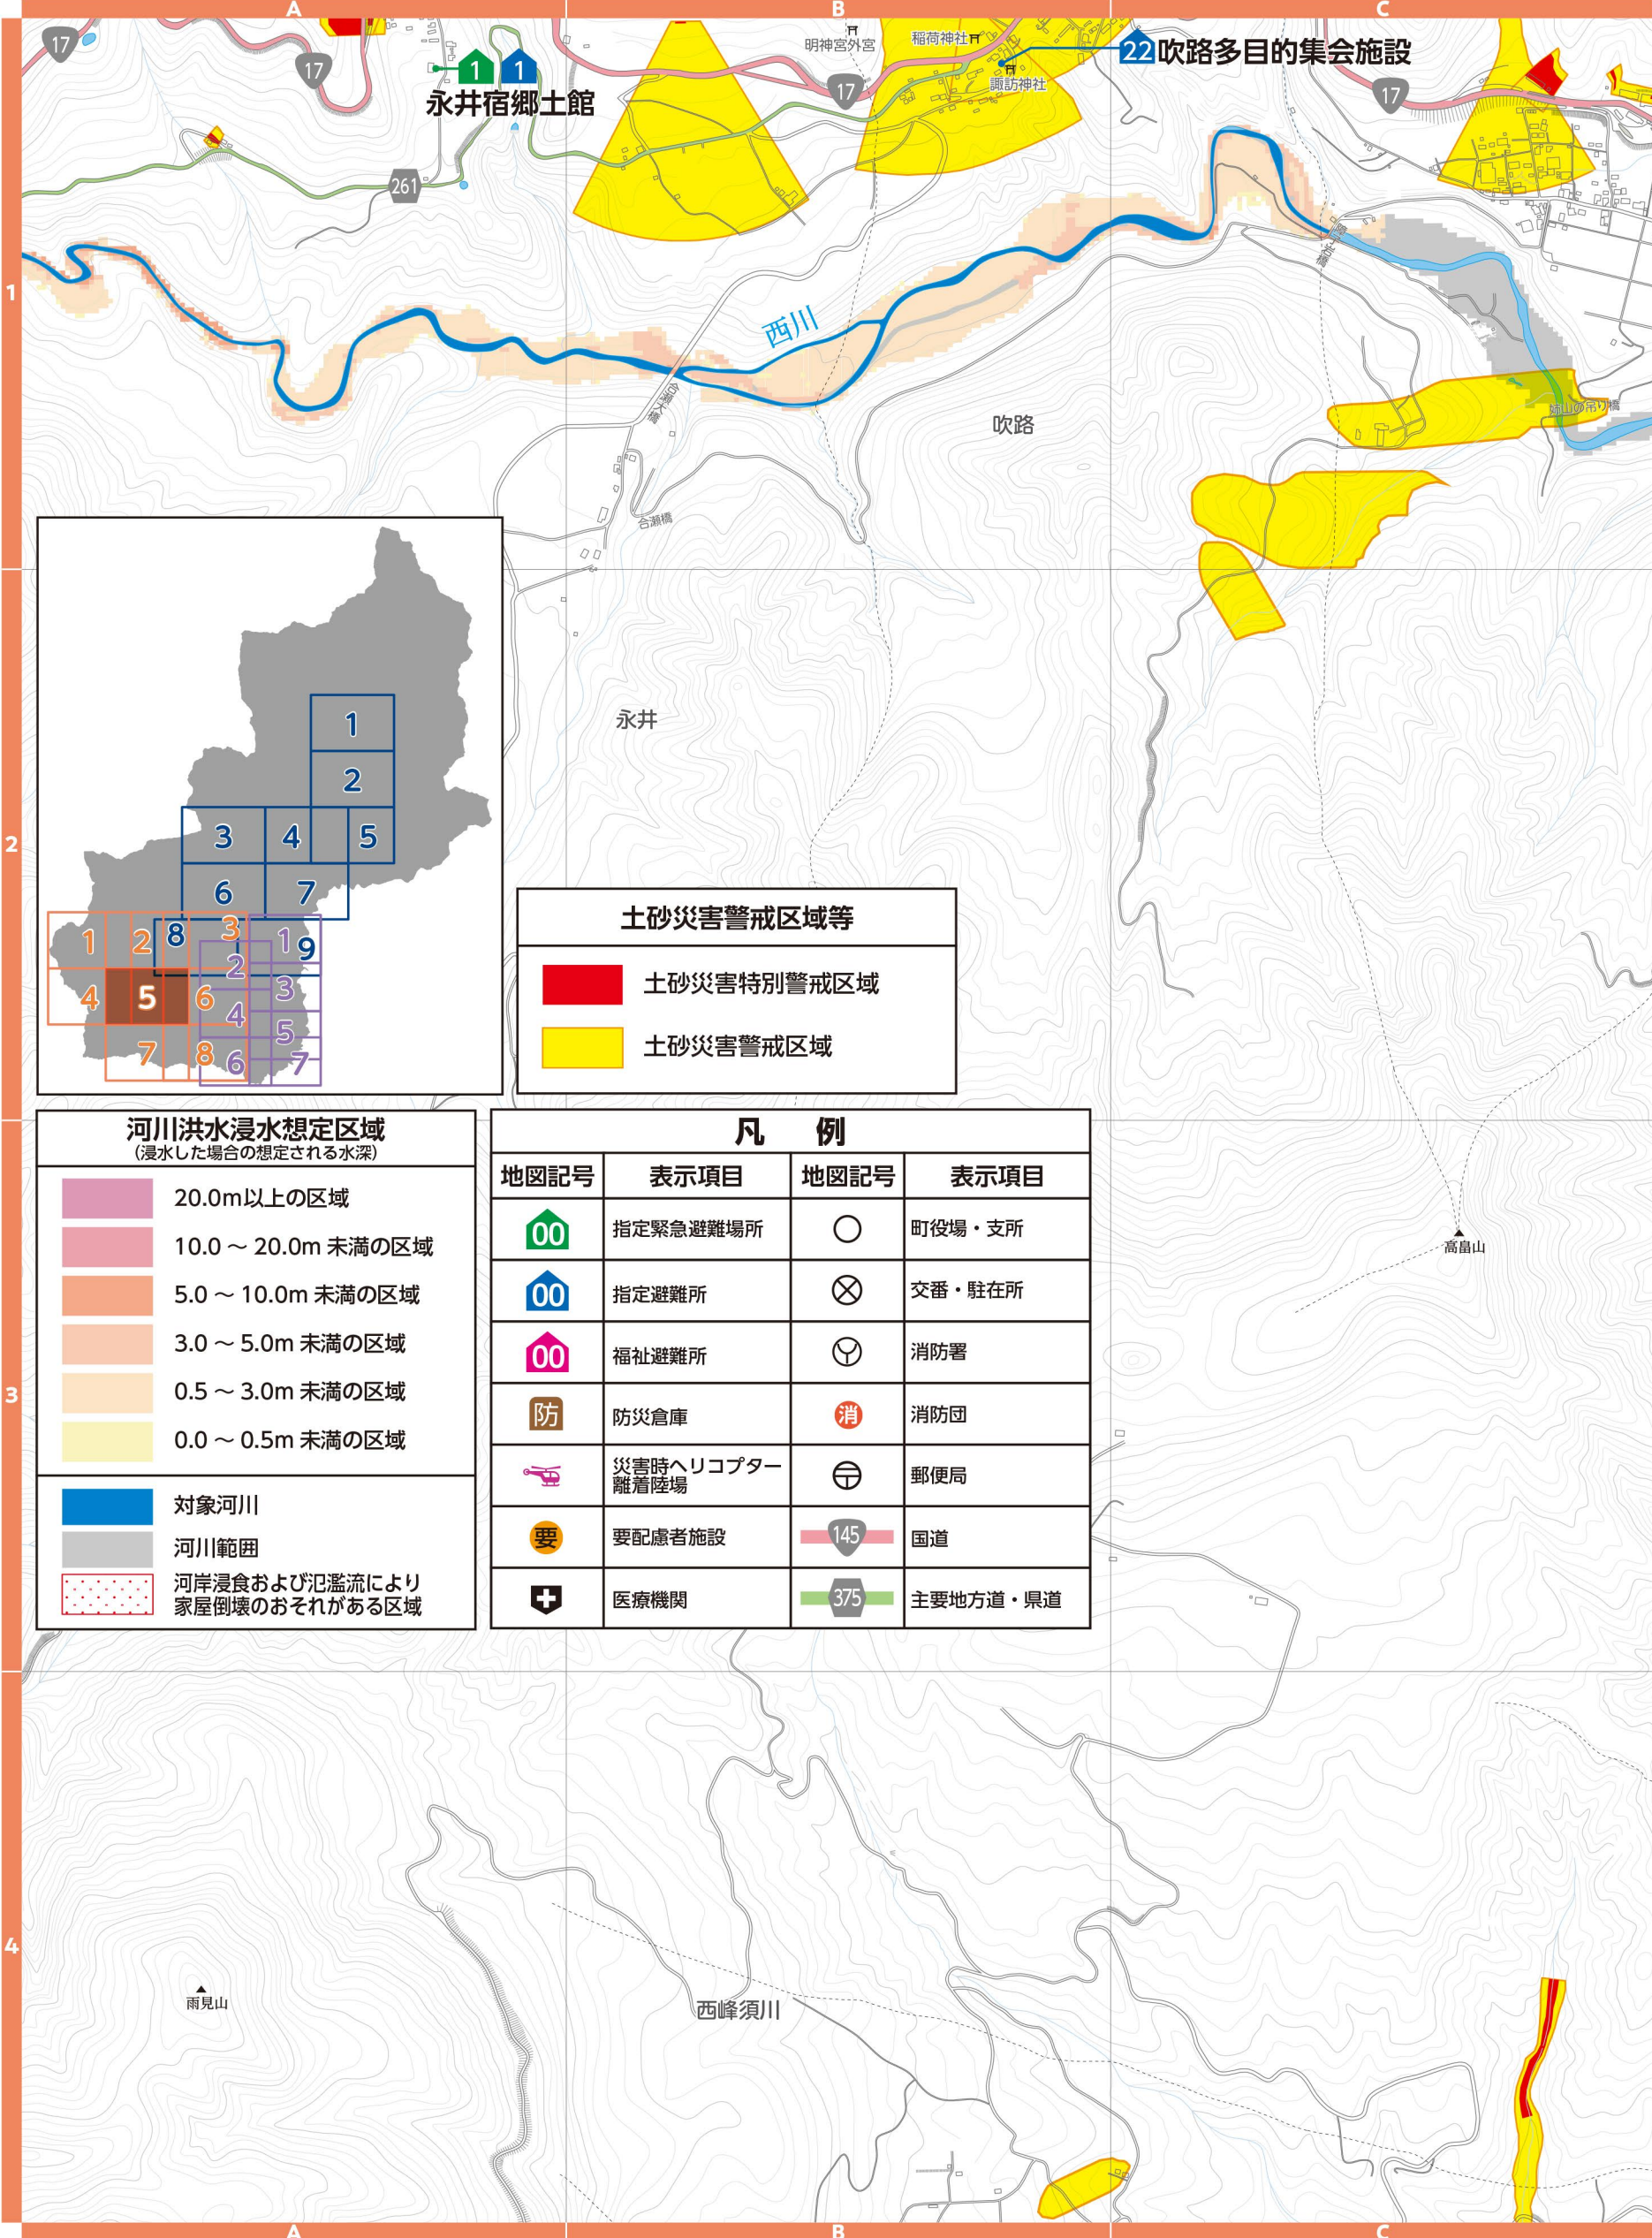 A
B
C
17
17
1
1
永井宿郷土館
明神宮外宮
稲荷神社
諏訪神社
22吹路多目的集会施設
17
17
261
1
西川
合瀬大橋
吹路
姉山の吊り橋
合瀬橋
永井
2
1
2
3
4
5
6
7
8
9
1
2
3
4
5
6
7
8
1
2
3
4
5
6
7
土砂災害警戒区域等
土砂災害特別警戒区域
土砂災害警戒区域
河川洪水浸水想定区域
(浸水した場合の想定される水深)
20.0m以上の区域
10.0 ～ 20.0m 未満の区域
5.0 ～ 10.0m 未満の区域
3.0 ～ 5.0m 未満の区域
0.5 ～ 3.0m 未満の区域
0.0 ～ 0.5m 未満の区域
対象河川
河川範囲
河岸浸食および氾濫流により
家屋倒壊のおそれがある区域
凡　例
地図記号 表示項目 地図記号 表示項目
00 指定緊急避難場所 町役場・支所
00 指定避難所 交番・駐在所
00 福祉避難所 消防署
防 防災倉庫 消 消防団
災害時ヘリコプター
離着陸場
郵便局
要 要配慮者施設 145 国道
医療機関 375 主要地方道・県道
高畠山
3
4
雨見山
西峰須川
A
B
C